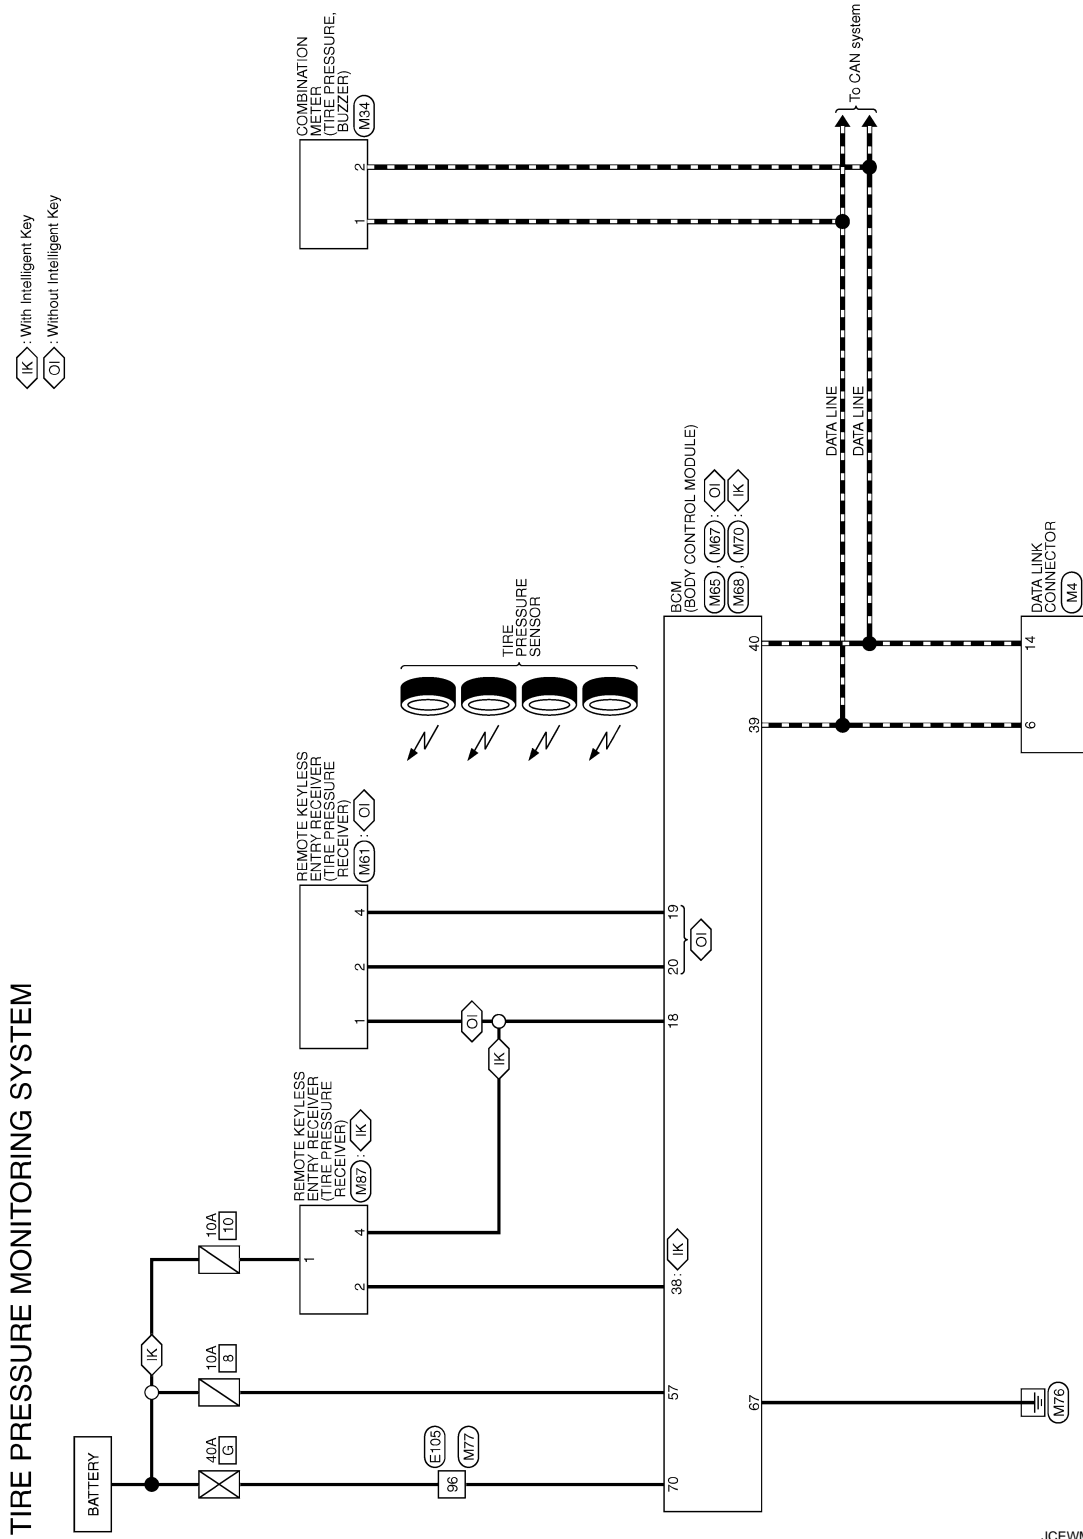 TIRE PRESSURE MONITORING SYSTEM
IK : With Intelligent Key
OI : Without Intelligent Key
BATTERY
IK
40A
G
10A
8
10A
10
E105
96
M77
REMOTE KEYLESS
ENTRY RECEIVER
(TIRE PRESSURE
RECEIVER)
M87 : IK
1
2
4
REMOTE KEYLESS
ENTRY RECEIVER
(TIRE PRESSURE
RECEIVER)
M61 : OI
1
2
4
OI
IK
TIRE
PRESSURE
SENSOR
COMBINATION
METER
(TIRE PRESSURE,
BUZZER)
M34
1
2
BCM
(BODY CONTROL MODULE)
M65 , M67 : OI
M68 , M70 : IK
70
57
38 : IK
18
20
19
OI
67
39
40
DATA LINE
DATA LINE
To CAN system
M76
6
14
DATA LINK
CONNECTOR
M4